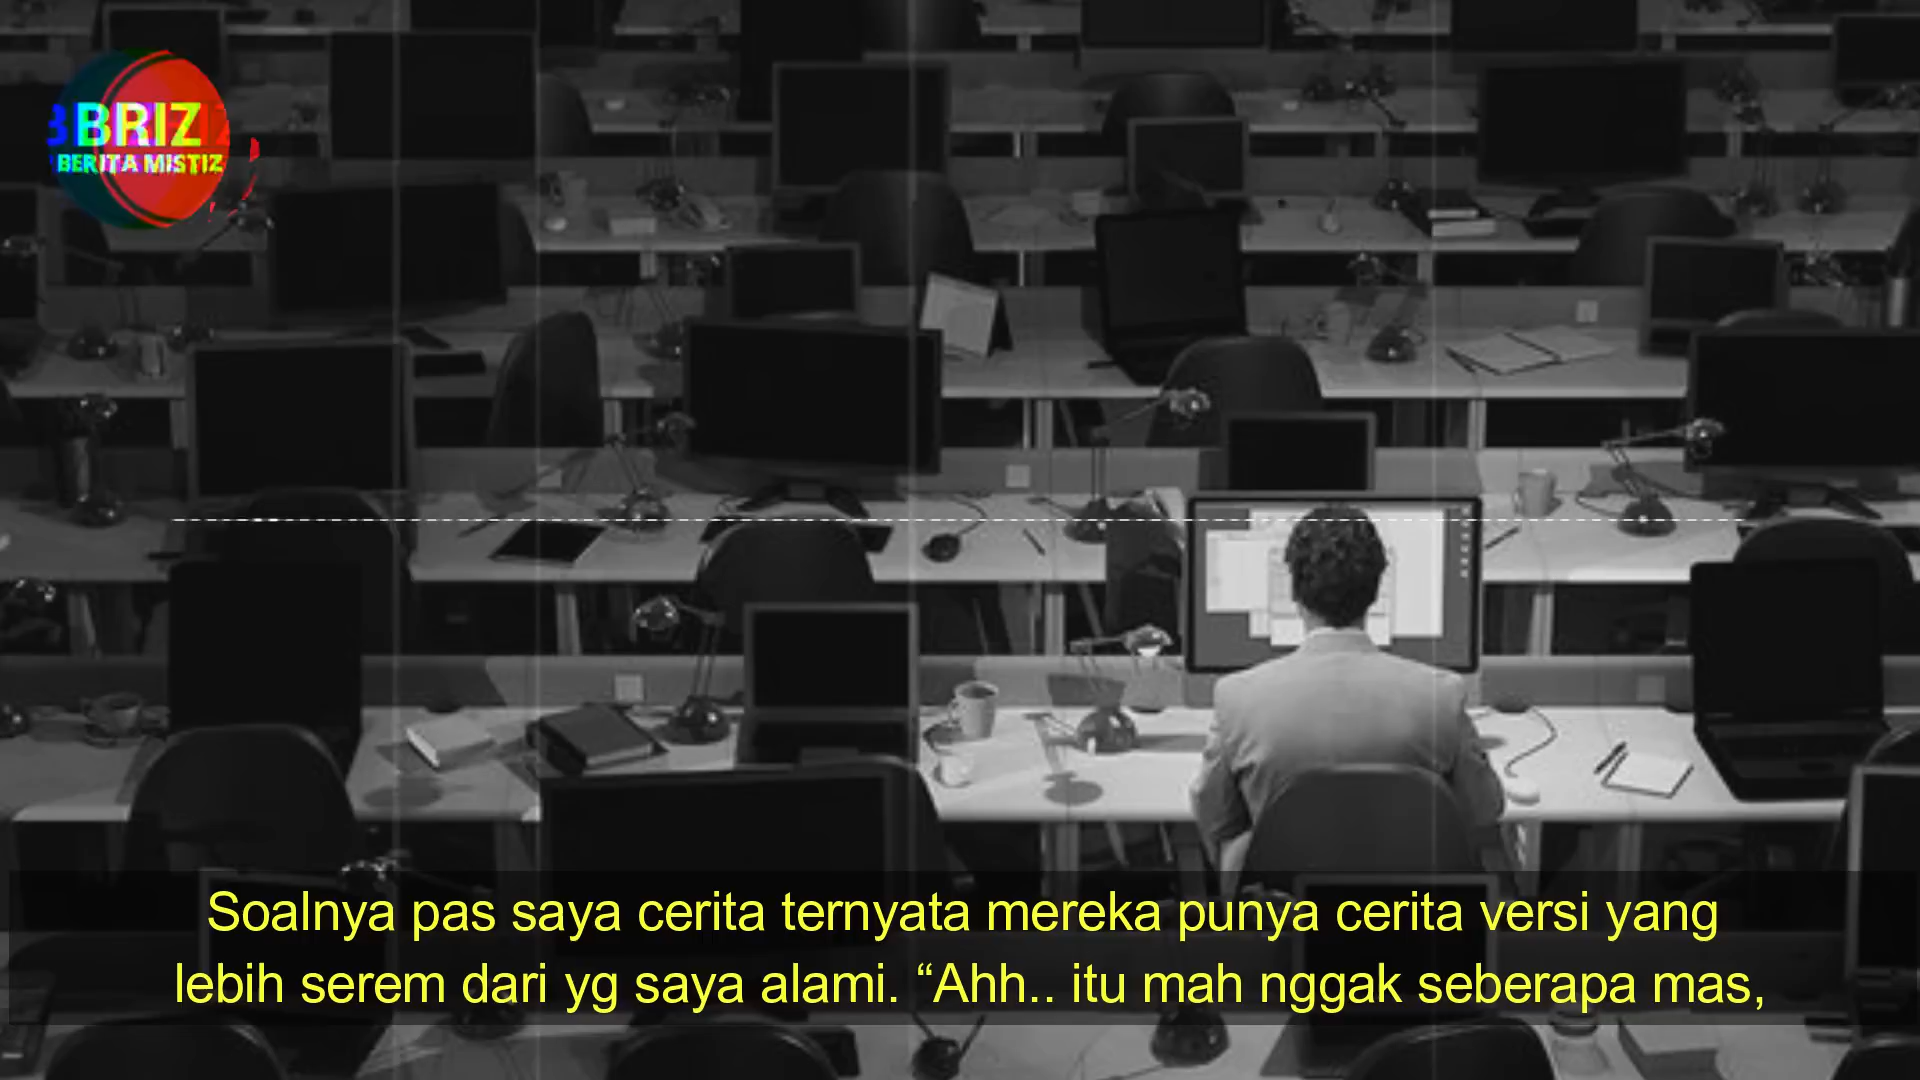 BRIZ
BERITA MISTIZ
Soalnya pas saya cerita ternyata mereka punya cerita versi yang
lebih serem dari yg saya alami. “Ahh.. itu mah nggak seberapa mas,